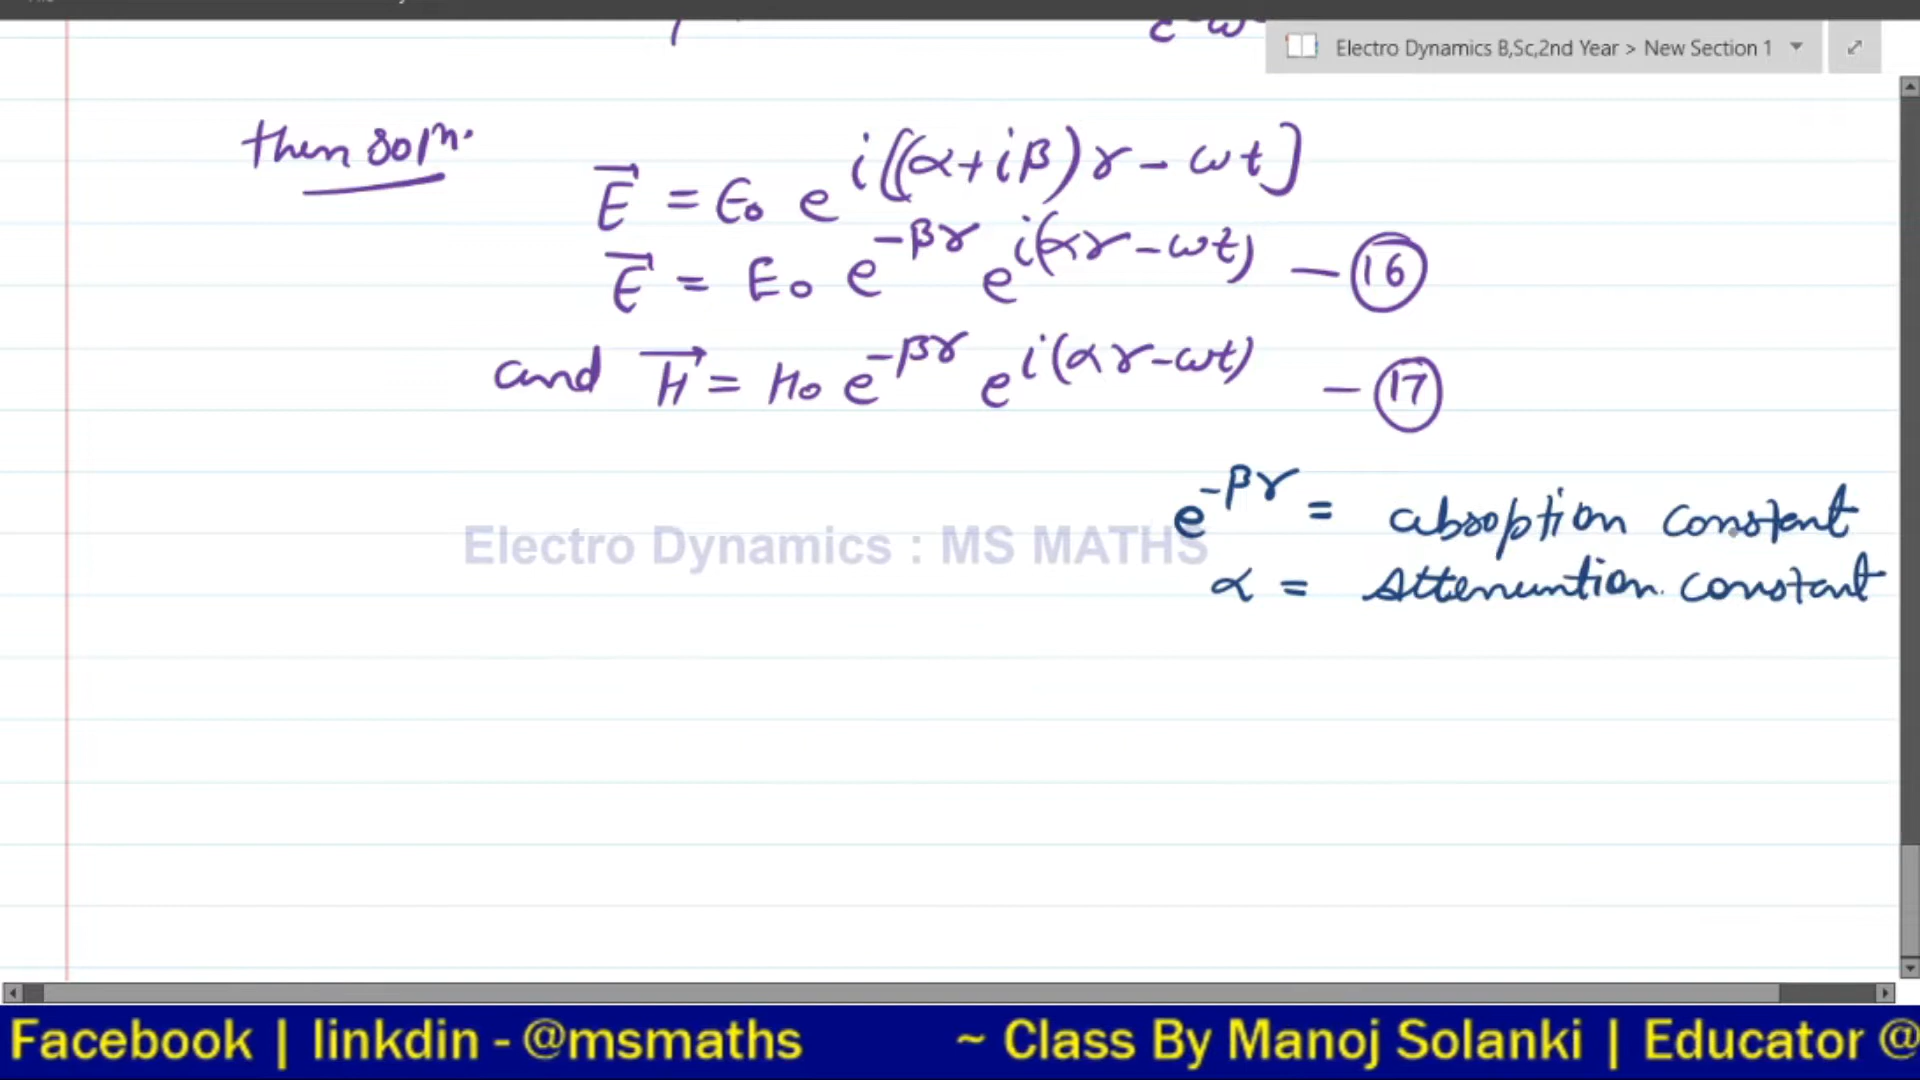 Electro Dynamics B,Sc,2nd Year > New Section 1
then soln.
E⃗ = E₀ e^i[(α+iβ)r - ωt]
E⃗ = E₀ e^-βr e^i(αr-ωt) — (16)
and H⃗ = H₀ e^-βr e^i(αr-ωt) — (17)
e^-βr = absoption constant
Electro Dynamics : MS MATHS
α = Attenuntion constant
Facebook | linkdin - @msmaths ~ Class By Manoj Solanki | Educator @